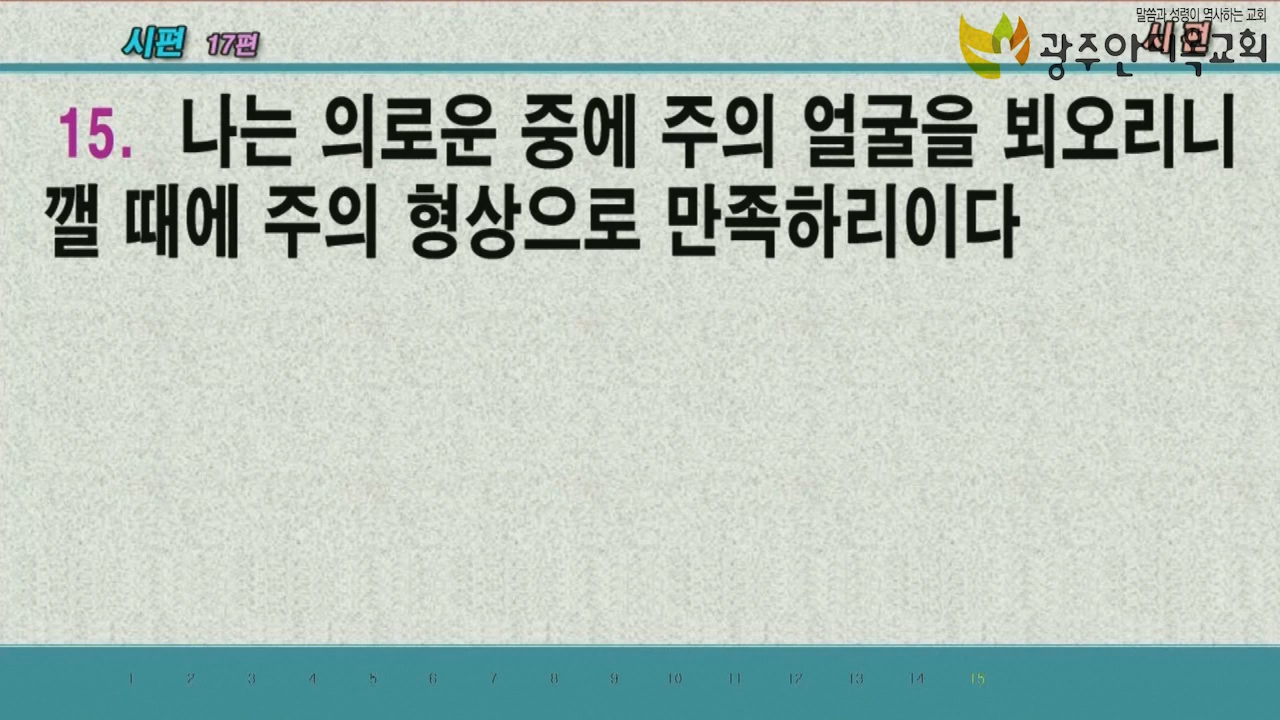 시편 17편
말씀과 성령이 역사하는 교회
광주안디옥교회
시편
15. 나는 의로운 중에 주의 얼굴을 뵈오리니
깰 때에 주의 형상으로 만족하리이다
1 2 3 4 5 6 7 8 9 10 11 12 13 14 15